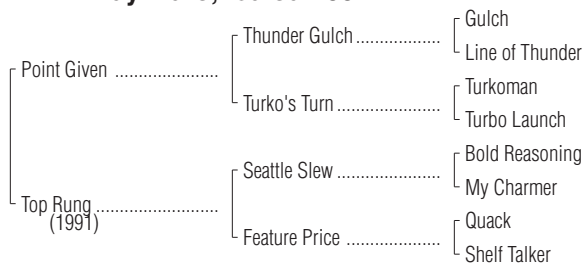 Gulch
Thunder Gulch ....................
Line of Thunder
Point Given ........................
Turkoman
Turko's Turn ........................
Turbo Launch
Bold Reasoning
Seattle Slew ........................
My Charmer
Top Rung ............................
(1991)
Quack
Feature Price ......................
Shelf Talker